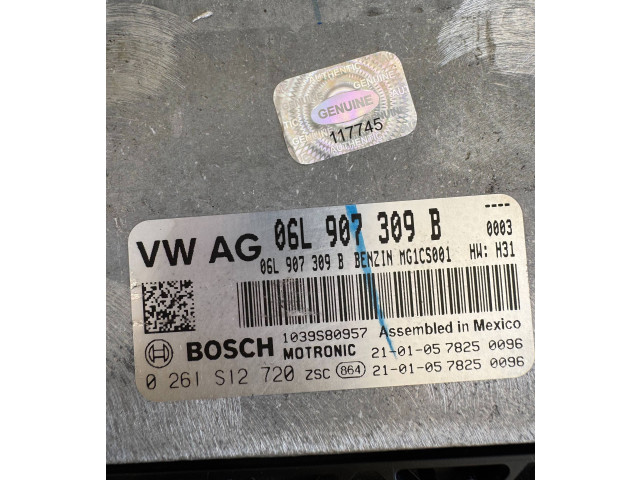 AUTHENTIC
GENUINE
117745
VW AG 06L 907 309 B 0003
06L 907 309 B BENZIN MG1CS001 HW: H31
1039S80957 Assembled in Mexico
BOSCH MOTRONIC 21-01-05 7825 0096
0 261 S12 720 ZSC 864 21-01-05 7825 0096